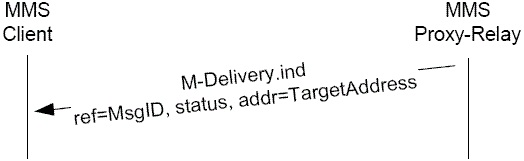 MMS
Client
MMS
Proxy-Relay
M-Delivery.ind
ref=MsgID, status, addr=TargetAddress